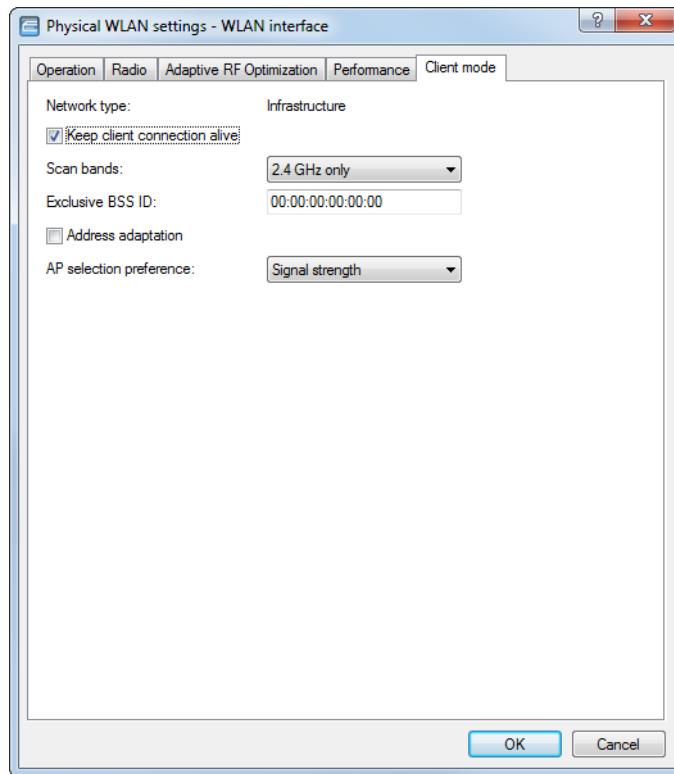 Physical WLAN settings - WLAN interface
Operation Radio Adaptive RF Optimization Performance Client mode
Network type: Infrastructure
Keep client connection alive
Scan bands: 2.4 GHz only
Exclusive BSS ID: 00:00:00:00:00:00
Address adaptation
AP selection preference: Signal strength
OK Cancel